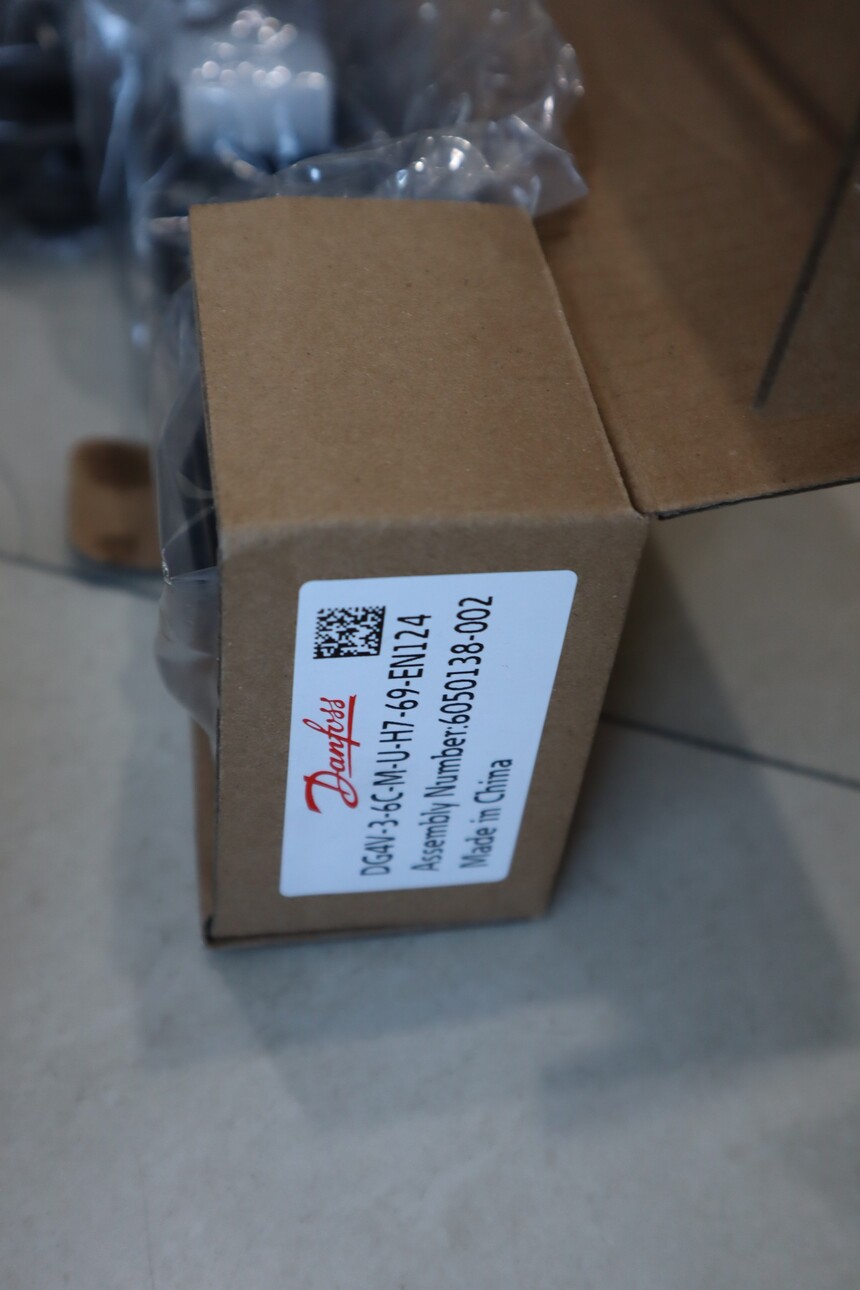 Danfoss
DG4V-3-6C-M-U-H7-69-EN124
Assembly Number:6050138-002
Made in China